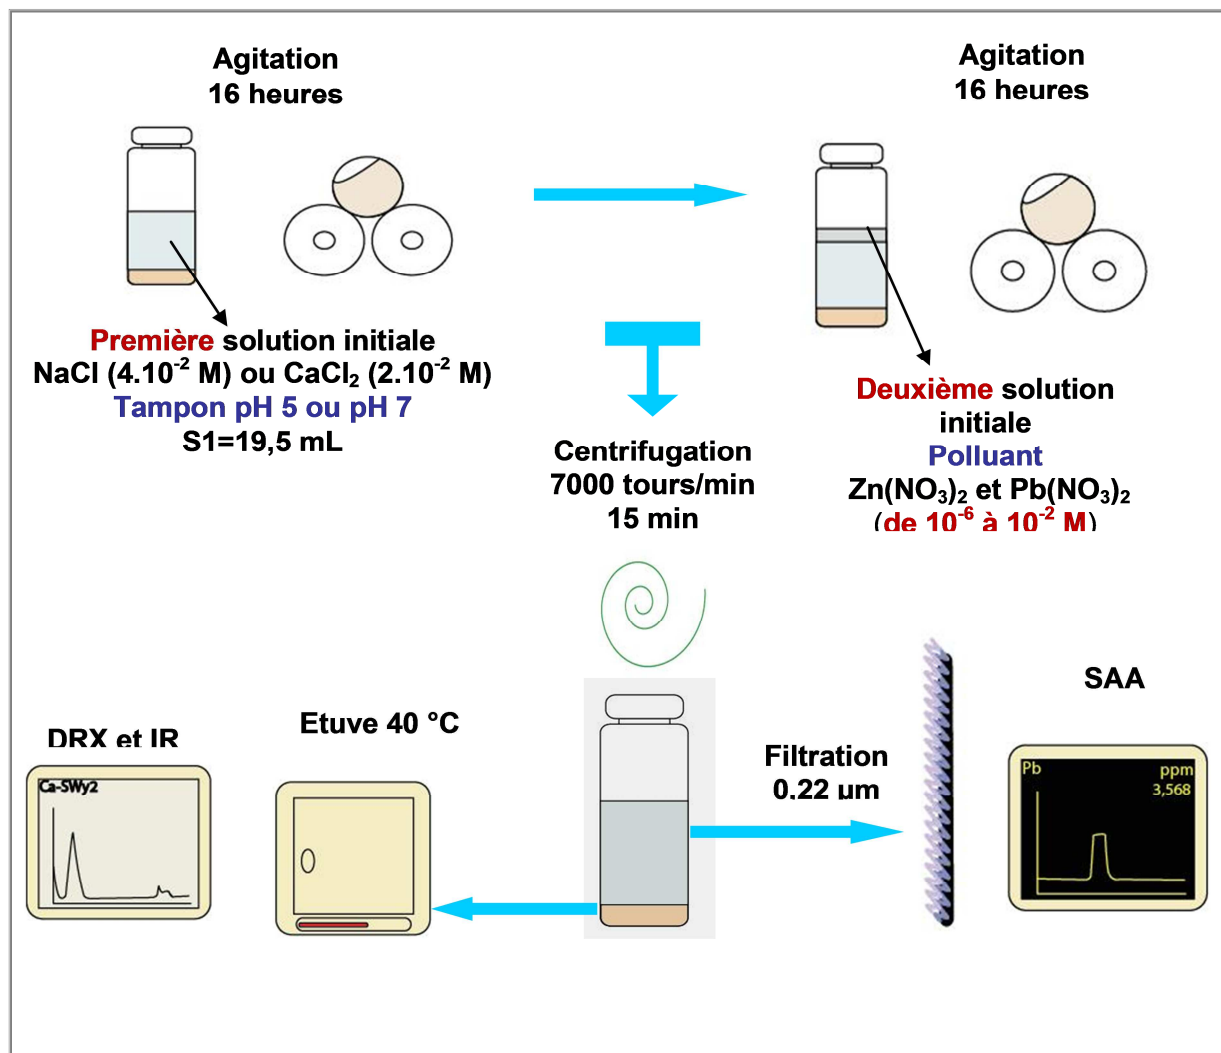 Agitation
16 heures
Agitation
16 heures
Première solution initiale
NaCl (4.10⁻² M) ou CaCl₂ (2.10⁻² M)
Tampon pH 5 ou pH 7
S1=19,5 mL
Deuxième solution
initiale
Polluant
Zn(NO₃)₂ et Pb(NO₃)₂
(de 10⁻⁶ à 10⁻² M)
Centrifugation
7000 tours/min
15 min
DRX et IR
Ca-SWy2
Etuve 40 °C
Filtration
0,22 µm
SAA
Pb ppm
3,568